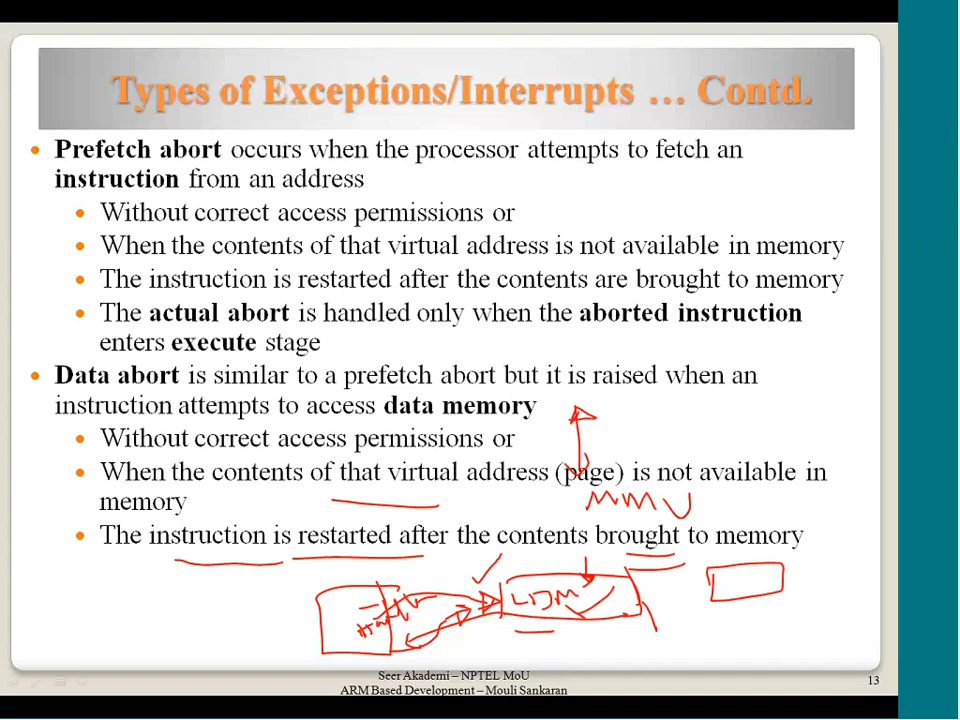 Types of Exceptions/Interrupts … Contd.
• Prefetch abort occurs when the processor attempts to fetch an
instruction from an address
• Without correct access permissions or
• When the contents of that virtual address is not available in memory
• The instruction is restarted after the contents are brought to memory
• The actual abort is handled only when the aborted instruction
enters execute stage
• Data abort is similar to a prefetch abort but it is raised when an
instruction attempts to access data memory
• Without correct access permissions or
• When the contents of that virtual address (page) is not available in
memory
MMU
• The instruction is restarted after the contents brought to memory
LDM
Seer Akademi – NPTEL MoU
ARM Based Development – Mouli Sankaran
13